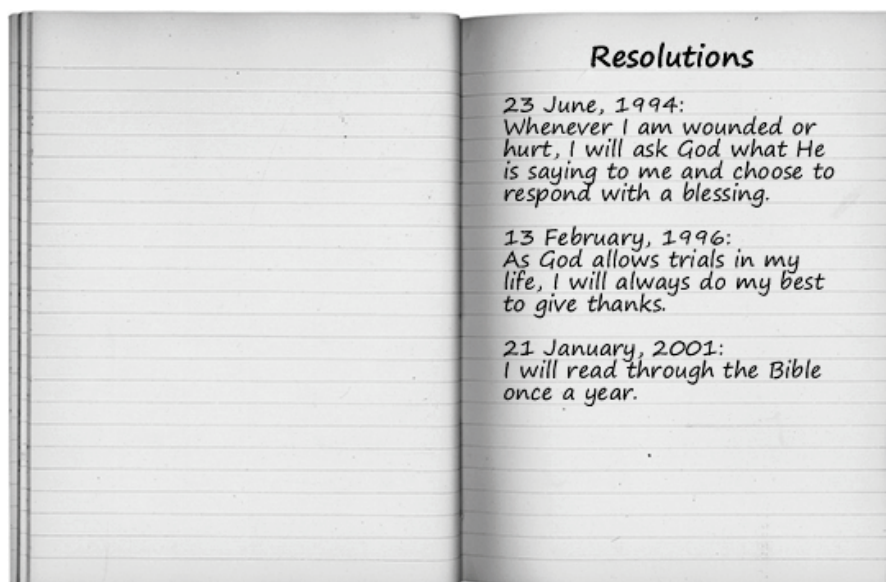 Resolutions
23 June, 1994:
Whenever I am wounded or
hurt, I will ask God what He
is saying to me and choose to
respond with a blessing.
13 February, 1996:
As God allows trials in my
life, I will always do my best
to give thanks.
21 January, 2001:
I will read through the Bible
once a year.